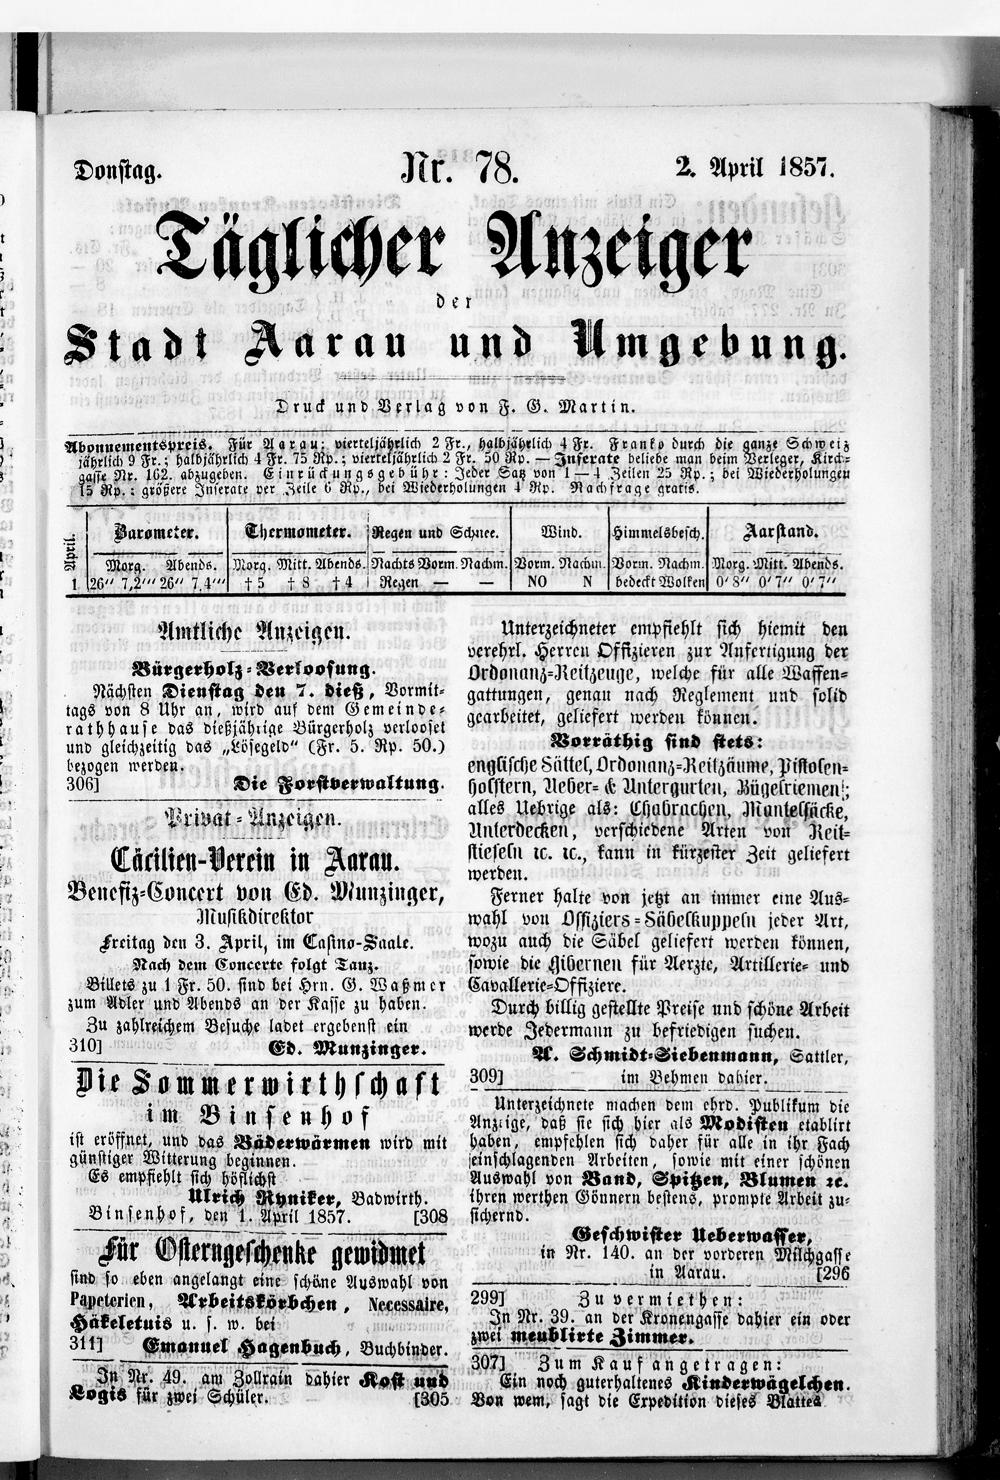 Donstag. Nr. 78. 2. April 1857.
Täglicher Anzeiger
der
Stadt Aarau und Umgebung.
Druck und Verlag von F. G. Martin.
Abonnementspreis. Für Aarau: vierteljährlich 2 Fr., halbjährlich 4 Fr. Franko durch die ganze Schweiz
jährlich 9 Fr.; halbjährlich 4 Fr. 75 Rp.; vierteljährlich 2 Fr. 50 Rp. — Inserate beliebe man beim Verleger, Kirch-
gasse Nr. 162. abzugeben. Einrückungsgebühr: Jeder Satz von 1—4 Zeilen 25 Rp.; bei Wiederholungen
15 Rp.: größere Inserate per Zeile 6 Rp., bei Wiederholungen 4 Rp. Nachfrage gratis.
April. Barometer. Thermometer. Regen und Schnee. Wind. Himmelsbesch. Aarstand.
Morg. Abends. Morg. Mitt. Abends. Nachts Vorm. Nachm. Vorm. Nachm. Vorm. Nachm. Morg. Mitt. Abends.
1 26″ 7,2‴ 26″ 7,4‴ †5 †8 †4 Regen — — NO N bedeckt Wolken 0′8″ 0′7″ 0′7″
Amtliche Anzeigen.
Bürgerholz-Verloosung.
Nächsten Dienstag den 7. dieß, Vormit-
tags von 8 Uhr an, wird auf dem Gemeinde-
rathhause das dießjährige Bürgerholz verlooset
und gleichzeitig das „Lösegeld“ (Fr. 5. Rp. 50.)
bezogen werden.
306] Die Forstverwaltung.
Privat-Anzeigen.
Cäcilien-Verein in Aarau.
Benefiz-Concert von Ed. Munzinger,
Musikdirektor
Freitag den 3. April, im Casino-Saale.
Nach dem Concerte folgt Tanz.
Billets zu 1 Fr. 50. sind bei Hrn. G. Waßmer
zum Adler und Abends an der Kasse zu haben.
Zu zahlreichem Besuche ladet ergebenst ein
310] Ed. Munzinger.
Die Sommerwirthschaft
im Binsenhof
ist eröffnet, und das Bäderwärmen wird mit
günstiger Witterung beginnen.
Es empfiehlt sich höflichst
Ulrich Ryniker, Badwirth.
Binsenhof, den 1. April 1857. [308
Für Osterngeschenke gewidmet
sind so eben angelangt eine schöne Auswahl von
Papeterien, Arbeitskörbchen, Necessaire,
Häkeletuis u. s. w. bei
311] Emanuel Hagenbuch, Buchbinder.
In Nr. 49. am Zollrain dahier Kost und
Logis für zwei Schüler. [305
Unterzeichneter empfiehlt sich hiemit den
verehrl. Herren Offizieren zur Anfertigung der
Ordonanz-Reitzeuge, welche für alle Waffen-
gattungen, genau nach Reglement und solid
gearbeitet, geliefert werden können.
Vorräthig sind stets:
englische Sättel, Ordonanz-Reitzäume, Pistolen-
holftern, Ueber- & Untergurten, Bügelriemen;
alles Uebrige als: Chabrachen, Mantelsäcke,
Unterdecken, verschiedene Arten von Reit-
stiefeln ꝛc. ꝛc., kann in kürzester Zeit geliefert
werden.
Ferner halte von jetzt an immer eine Aus-
wahl von Offiziers-Säbelkuppeln jeder Art,
wozu auch die Säbel geliefert werden können,
sowie die Gibernen für Aerzte, Artillerie- und
Cavallerie-Offiziere.
Durch billig gestellte Preise und schöne Arbeit
werde Jedermann zu befriedigen suchen.
A. Schmidt-Siebenmann, Sattler,
309] im Behmen dahier.
Unterzeichnete machen dem ehrd. Publikum die
Anzeige, daß sie sich hier als Modisten etablirt
haben, empfehlen sich daher für alle in ihr Fach
einschlagenden Arbeiten, sowie mit einer schönen
Auswahl von Band, Spitzen, Blumen ꝛc.
ihren werthen Gönnern bestens, prompte Arbeit zu-
sichernd.
Geschwister Ueberwasser,
in Nr. 140. an der vorderen Milchgasse
in Aarau. [296
299] Zu vermiethen:
In Nr. 39. an der Kronengasse dahier ein oder
zwei meublirte Zimmer.
307] Zum Kauf angetragen:
Ein noch guterhaltenes Kinderwägelchen.
Von wem, sagt die Expedition dieses Blattes